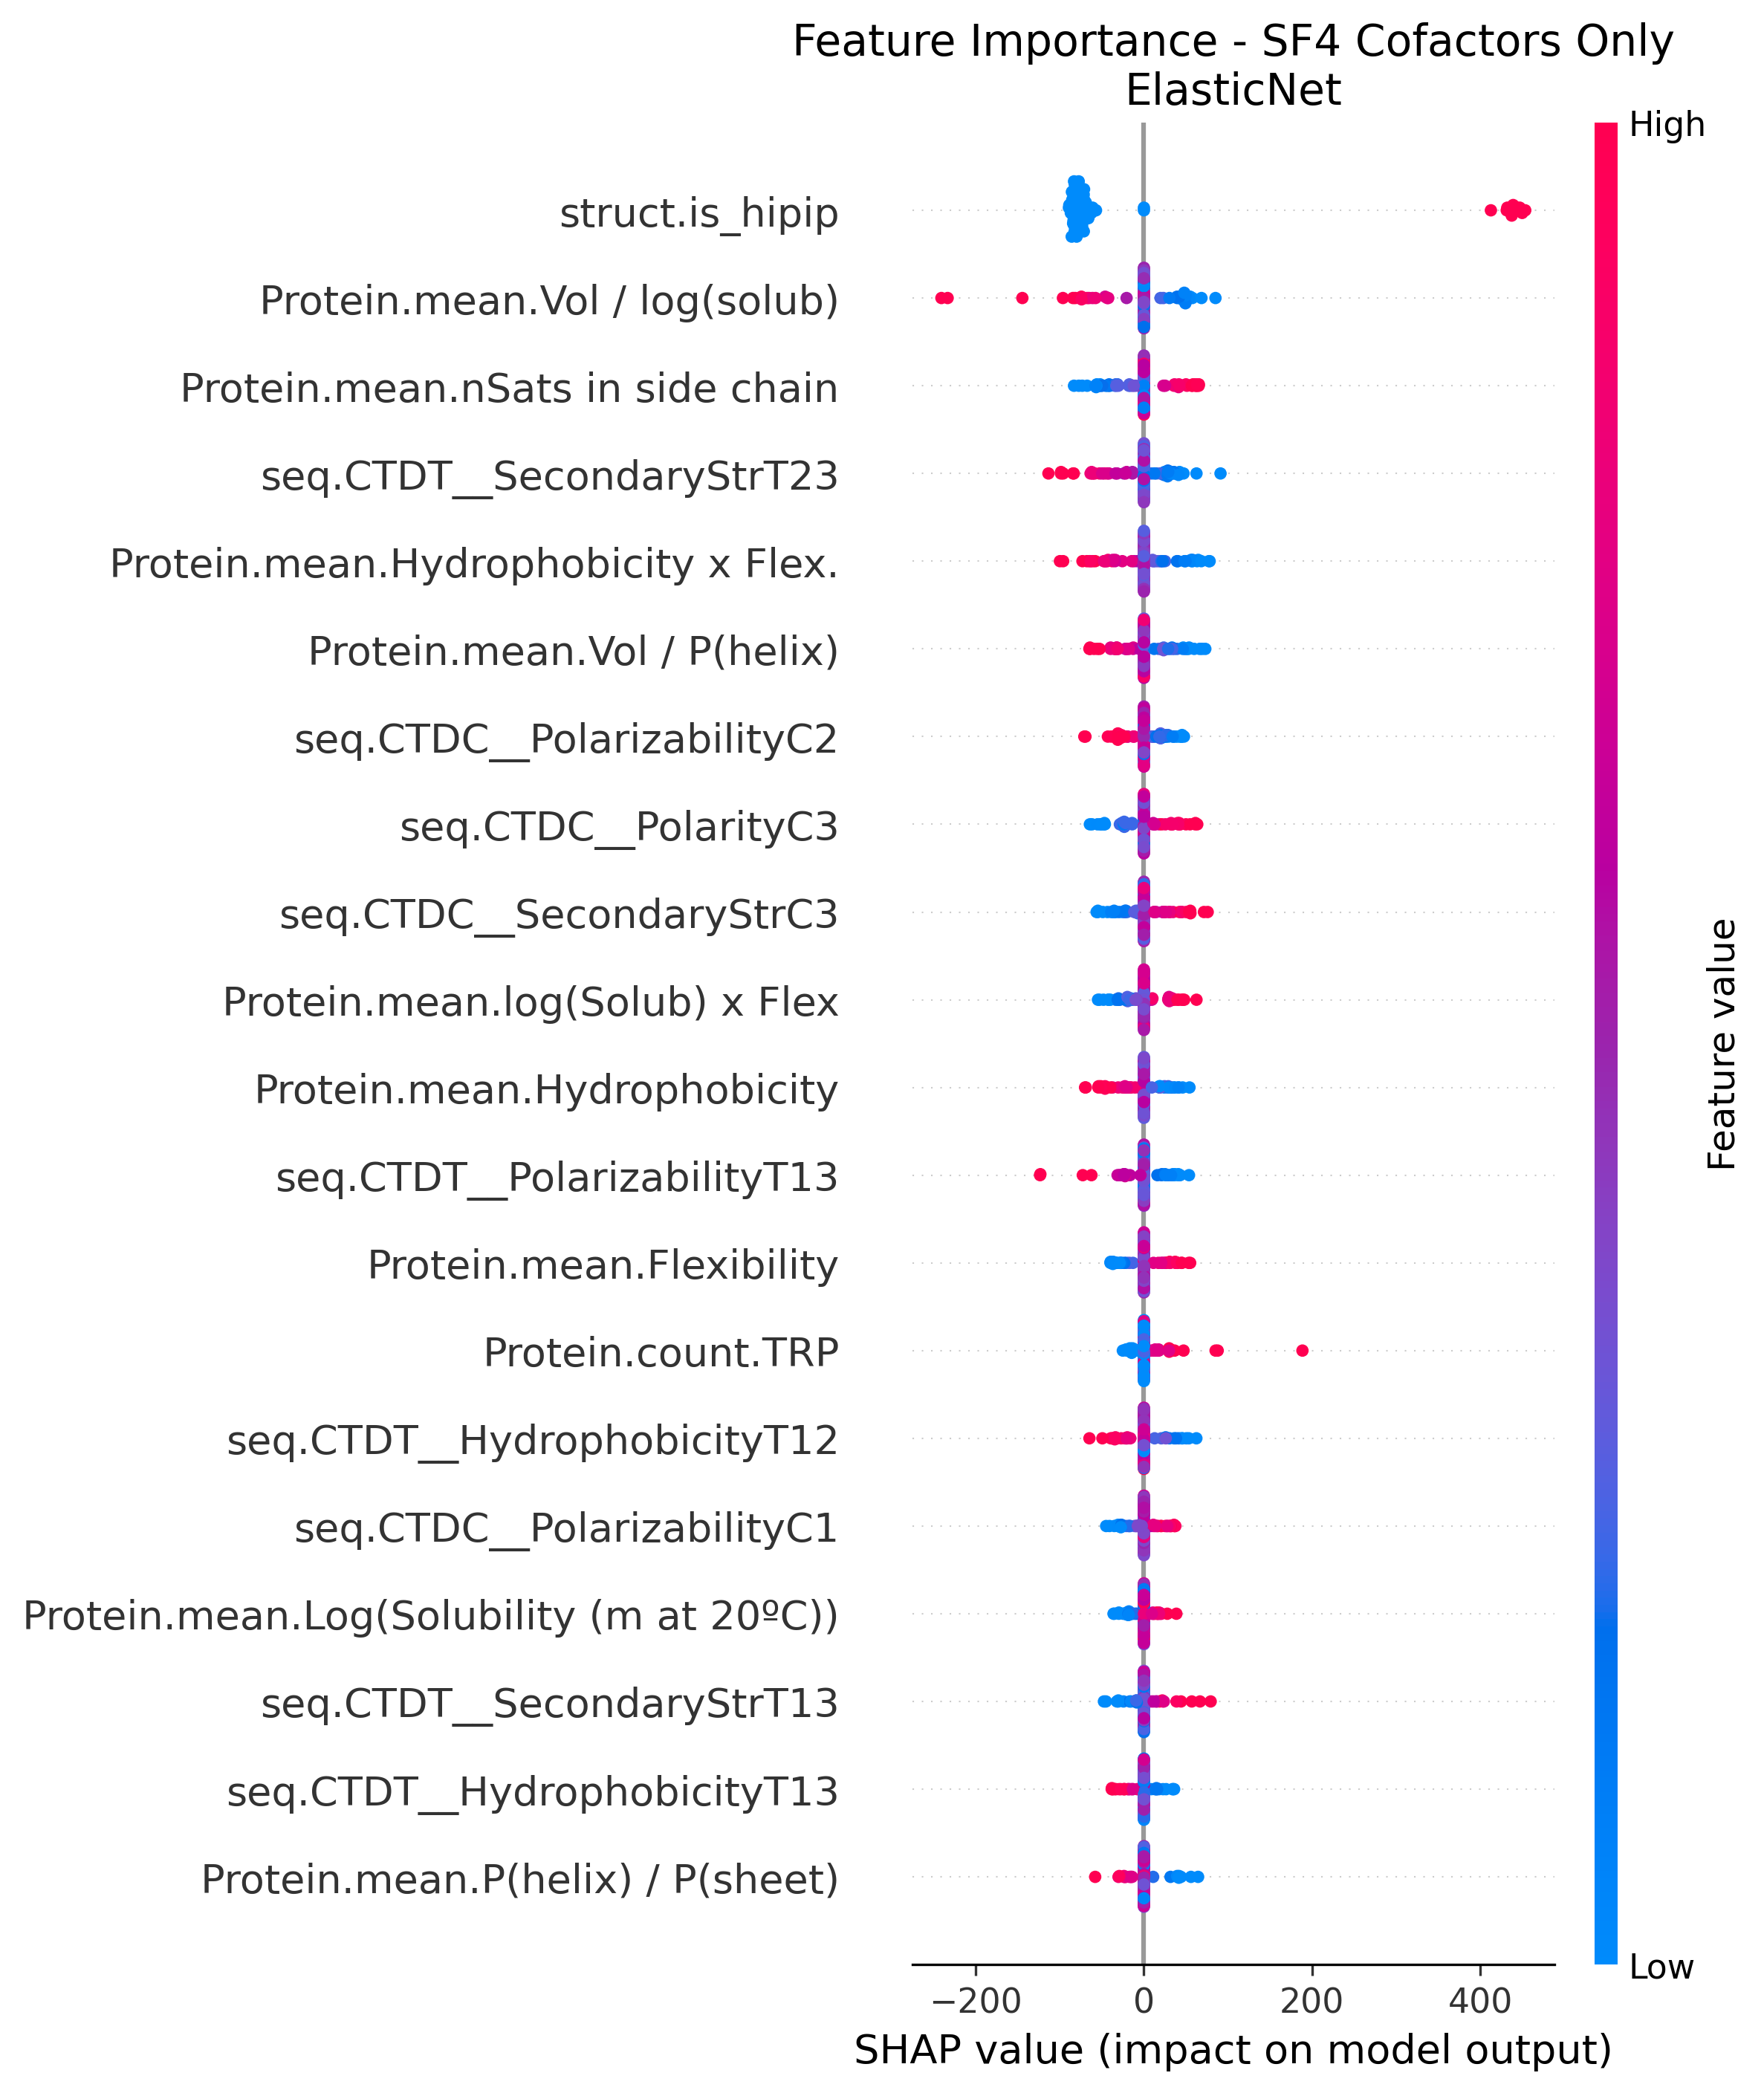 Feature Importance - SF4 Cofactors Only
ElasticNet
High
struct.is_hipip
Protein.mean.Vol / log(solub)
Protein.mean.nSats in side chain
seq.CTDT__SecondaryStrT23
Protein.mean.Hydrophobicity x Flex.
Protein.mean.Vol / P(helix)
seq.CTDC__PolarizabilityC2
seq.CTDC__PolarityC3
seq.CTDC__SecondaryStrC3
Protein.mean.log(Solub) x Flex
Protein.mean.Hydrophobicity
seq.CTDT__PolarizabilityT13
Protein.mean.Flexibility
Protein.count.TRP
seq.CTDT__HydrophobicityT12
seq.CTDC__PolarizabilityC1
Protein.mean.Log(Solubility (m at 20ºC))
seq.CTDT__SecondaryStrT13
seq.CTDT__HydrophobicityT13
Protein.mean.P(helix) / P(sheet)
Feature value
Low
−200 0 200 400
SHAP value (impact on model output)